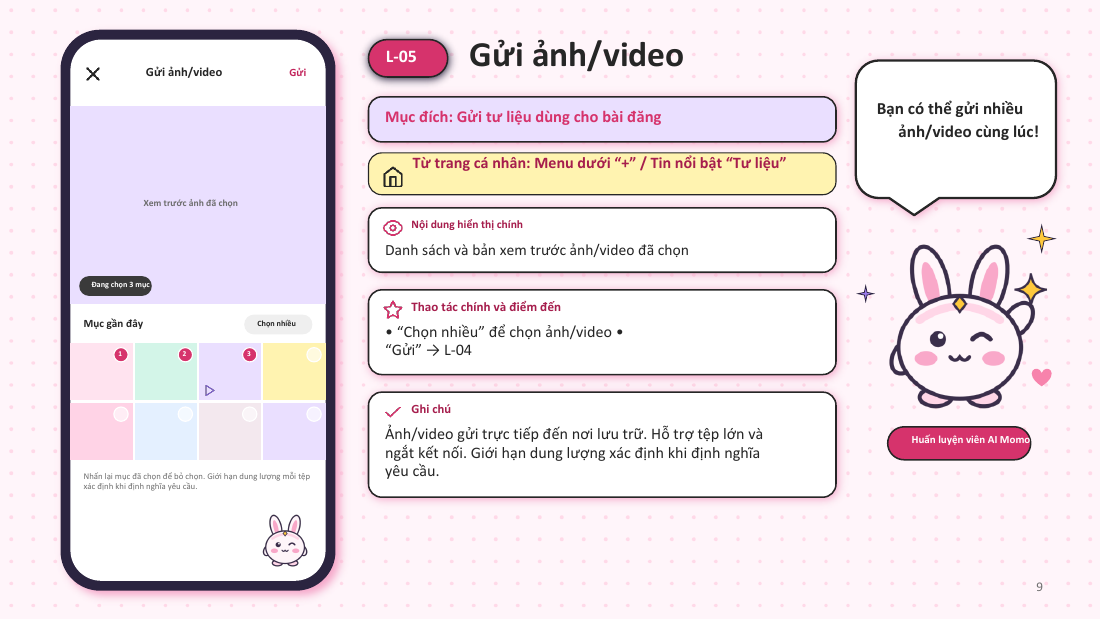 Gửi ảnh/video
Gửi
Xem trước ảnh đã chọn
Đang chọn 3 mục
Mục gần đây
Chọn nhiều
1
2
3
Nhấn lại mục đã chọn để bỏ chọn. Giới hạn dung lượng mỗi tệp
xác định khi định nghĩa yêu cầu.
L-05
Gửi ảnh/video
Mục đích: Gửi tư liệu dùng cho bài đăng
Từ trang cá nhân: Menu dưới “+” / Tin nổi bật “Tư liệu”
Nội dung hiển thị chính
Danh sách và bản xem trước ảnh/video đã chọn
Thao tác chính và điểm đến
• “Chọn nhiều” để chọn ảnh/video •
“Gửi” → L-04
Ghi chú
Ảnh/video gửi trực tiếp đến nơi lưu trữ. Hỗ trợ tệp lớn và
ngắt kết nối. Giới hạn dung lượng xác định khi định nghĩa
yêu cầu.
Bạn có thể gửi nhiều
ảnh/video cùng lúc!
Huấn luyện viên AI Momo
9